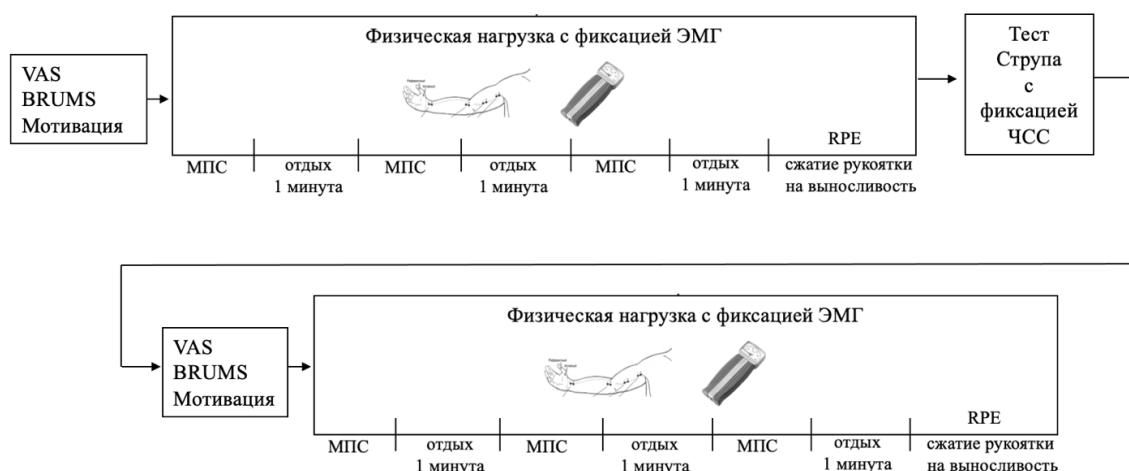 VAS
BRUMS
Мотивация
Физическая нагрузка с фиксацией ЭМГ
RPE
МПС
отдых
1 минута
МПС
отдых
1 минута
МПС
отдых
1 минута
сжатие рукоятки
на выносливость
Тест
Струпа
с
фиксацией
ЧСС
VAS
BRUMS
Мотивация
Физическая нагрузка с фиксацией ЭМГ
RPE
МПС
отдых
1 минута
МПС
отдых
1 минута
МПС
отдых
1 минута
сжатие рукоятки
на выносливость